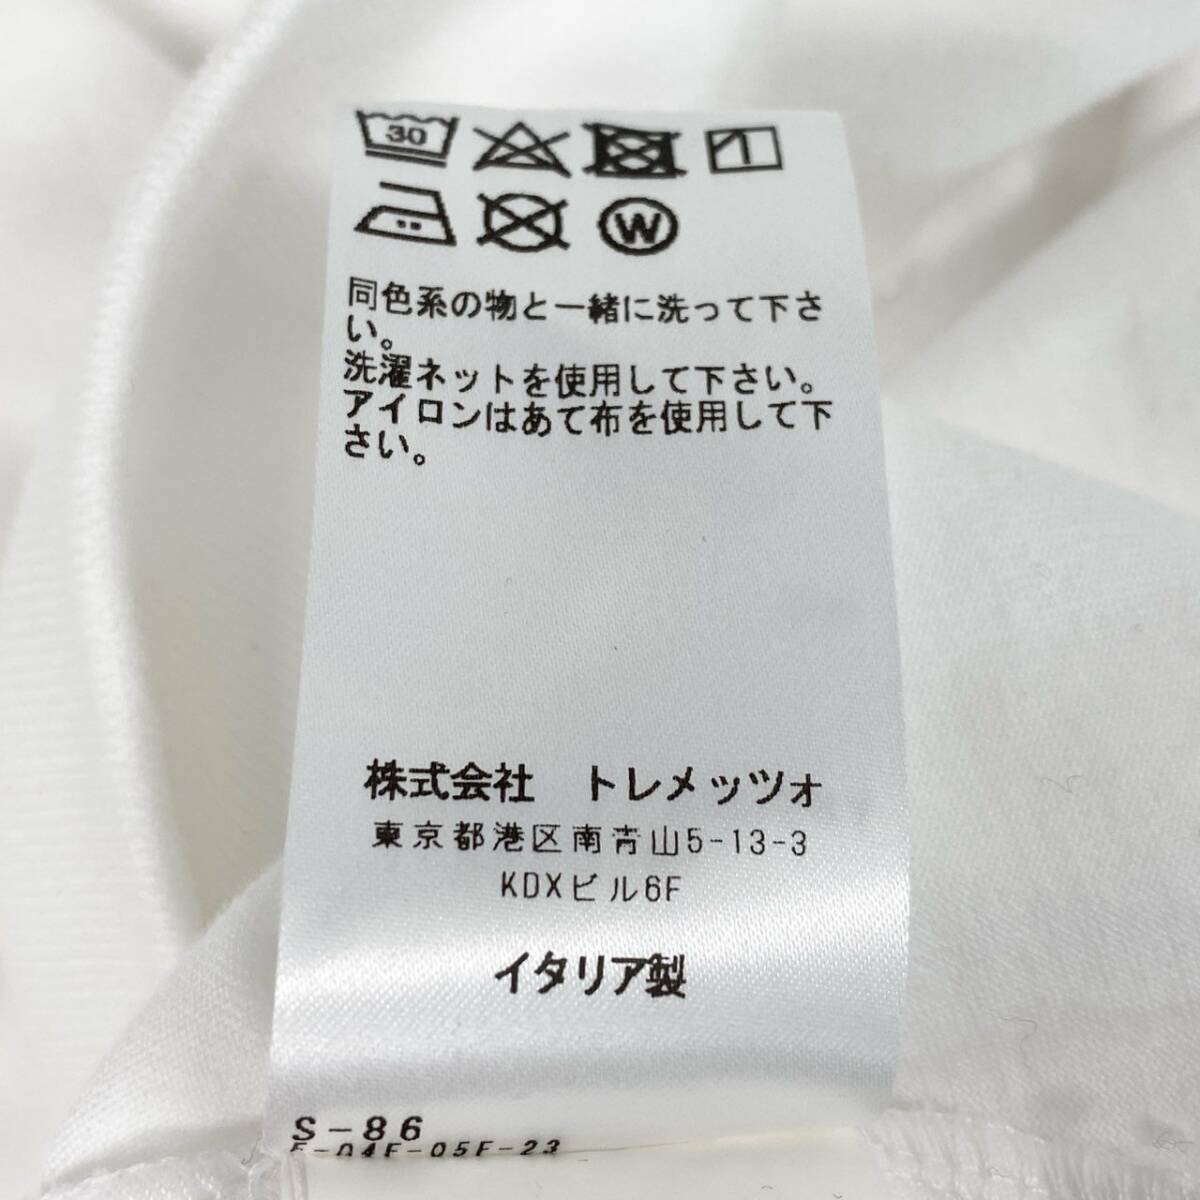 30
W
同色系の物と一緒に洗って下さ
い。
洗濯ネットを使用して下さい。
アイロンはあて布を使用して下
さい。
株式会社 トレメッツォ
東京都港区南青山5-13-3
KDXビル6F
イタリア製
S-86